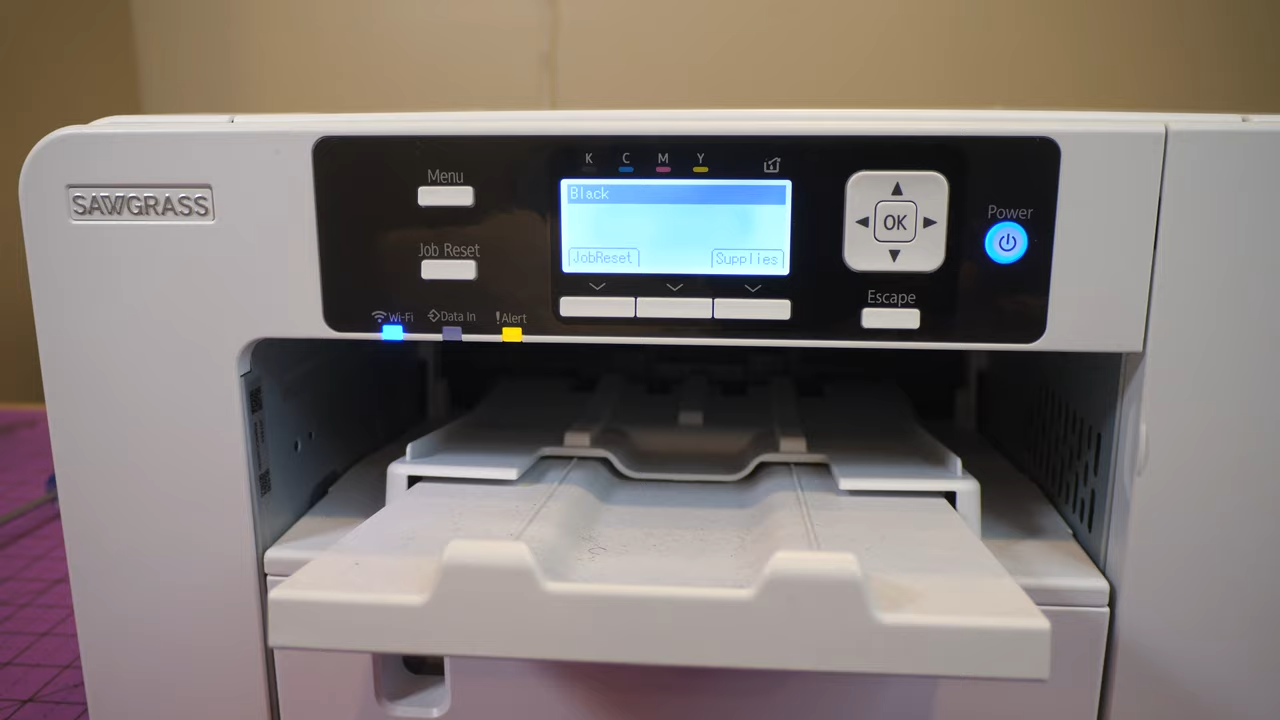 SAWGRASS
Menu
Job Reset
Wi-Fi
Data In
!Alert
K C M Y
Black
JobReset Supplies
OK
Escape
Power